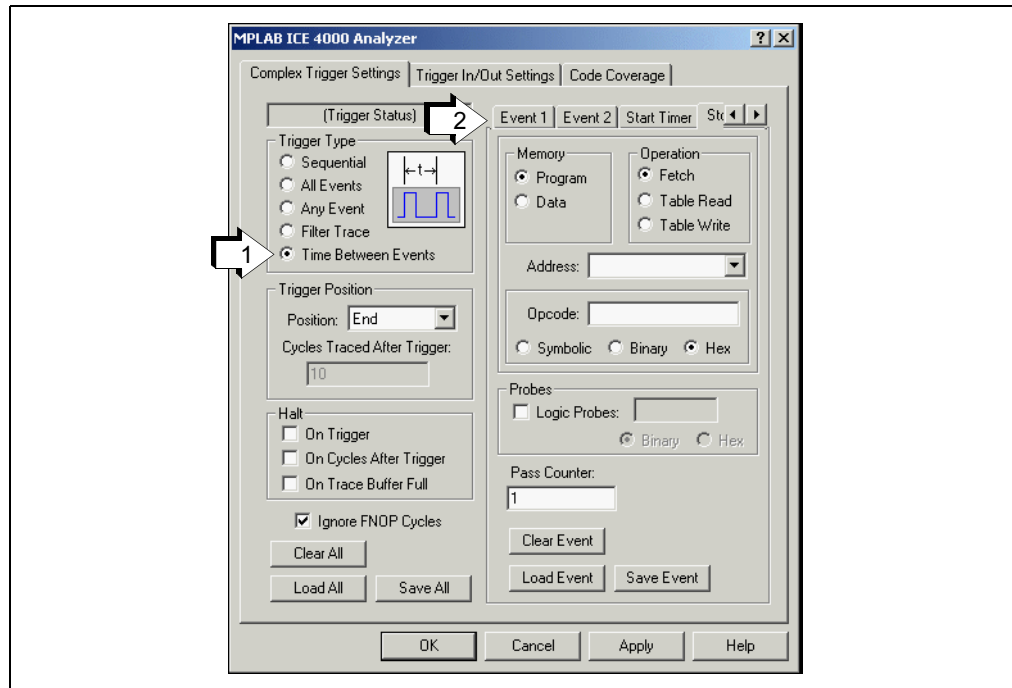 MPLAB ICE 4000 Analyzer
Complex Trigger Settings
Trigger In/Out Settings
Code Coverage
(Trigger Status)
2
Trigger Type
Sequential
All Events
Any Event
Filter Trace
1
Time Between Events
t
Trigger Position
Position: End
Cycles Traced After Trigger:
10
Halt
On Trigger
On Cycles After Trigger
On Trace Buffer Full
Ignore FNOP Cycles
Clear All
Load All
Save All
Event 1
Event 2
Start Timer
Memory
Program
Data
Operation
Fetch
Table Read
Table Write
Address:
Opcode:
Symbolic
Binary
Hex
Probes
Logic Probes:
Binary
Hex
Pass Counter:
1
Clear Event
Load Event
Save Event
OK
Cancel
Apply
Help